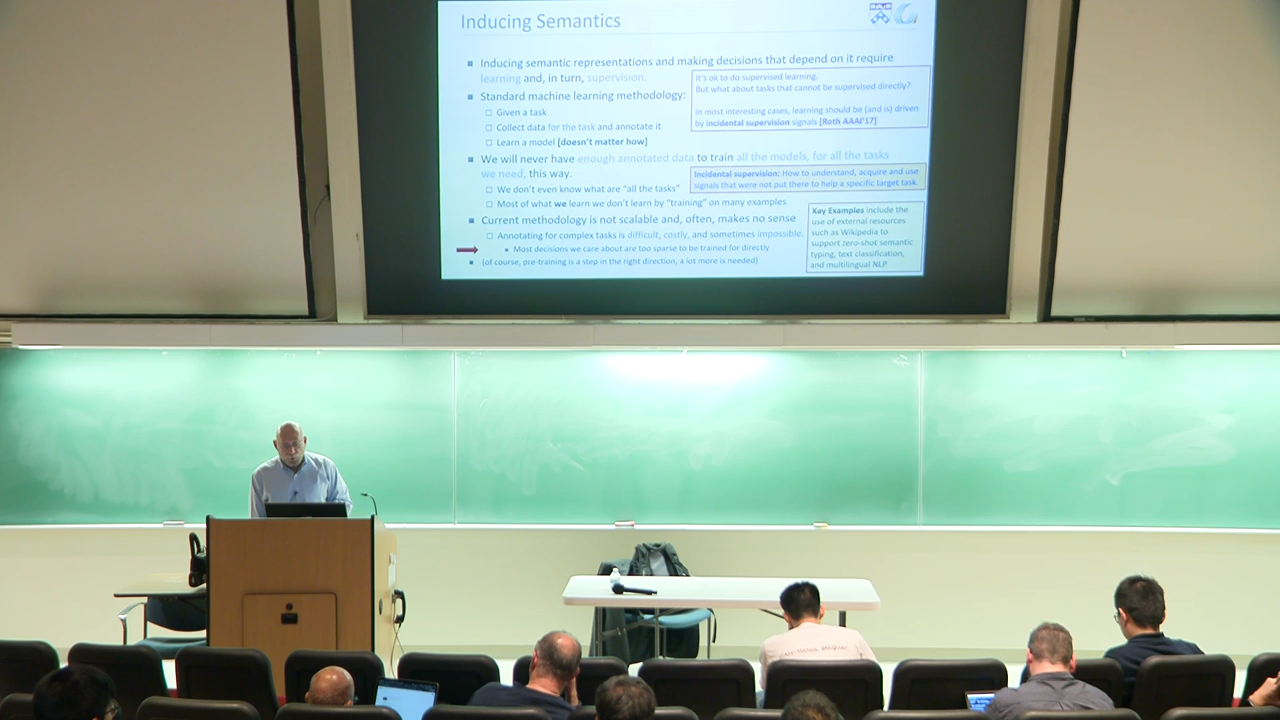 Inducing Semantics
Inducing semantic representations and making decisions that depend on it require
learning and, in turn, supervision.
It's ok to do supervised learning.
But what about tasks that cannot be supervised directly?
In most interesting cases, learning should be (and is) driven
by incidental supervision signals [Roth AAAI'17]
Standard machine learning methodology:
Given a task
Collect data for the task and annotate it
Learn a model [doesn't matter how]
We will never have enough annotated data to train all the models, for all the tasks
we need, this way.
Incidental supervision: How to understand, acquire and use
signals that were not put there to help a specific target task.
We don't even know what are "all the tasks"
Most of what we learn we don't learn by "training" on many examples
Current methodology is not scalable and, often, makes no sense
Annotating for complex tasks is difficult, costly, and sometimes impossible.
Most decisions we care about are too sparse to be trained for directly
(of course, pre-training is a step in the right direction, a lot more is needed)
Key Examples include the
use of external resources
such as Wikipedia to
support zero-shot semantic
typing, text classification,
and multilingual NLP